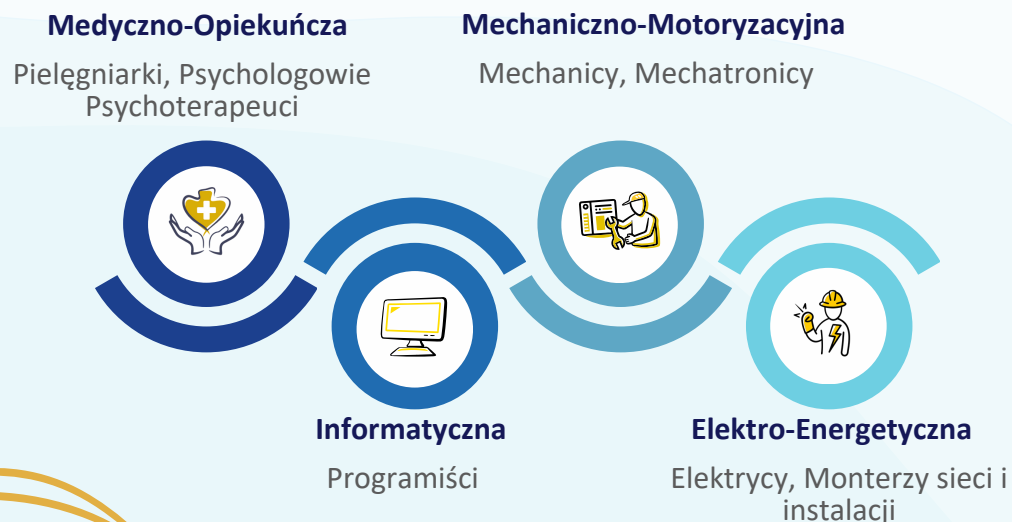 Medyczno-Opiekuńcza
Pielęgniarki, Psychologowie
Psychoterapeuci
Mechaniczno-Motoryzacyjna
Mechanicy, Mechatronicy
Informatyczna
Programiści
Elektro-Energetyczna
Elektrycy, Monterzy sieci i
instalacji